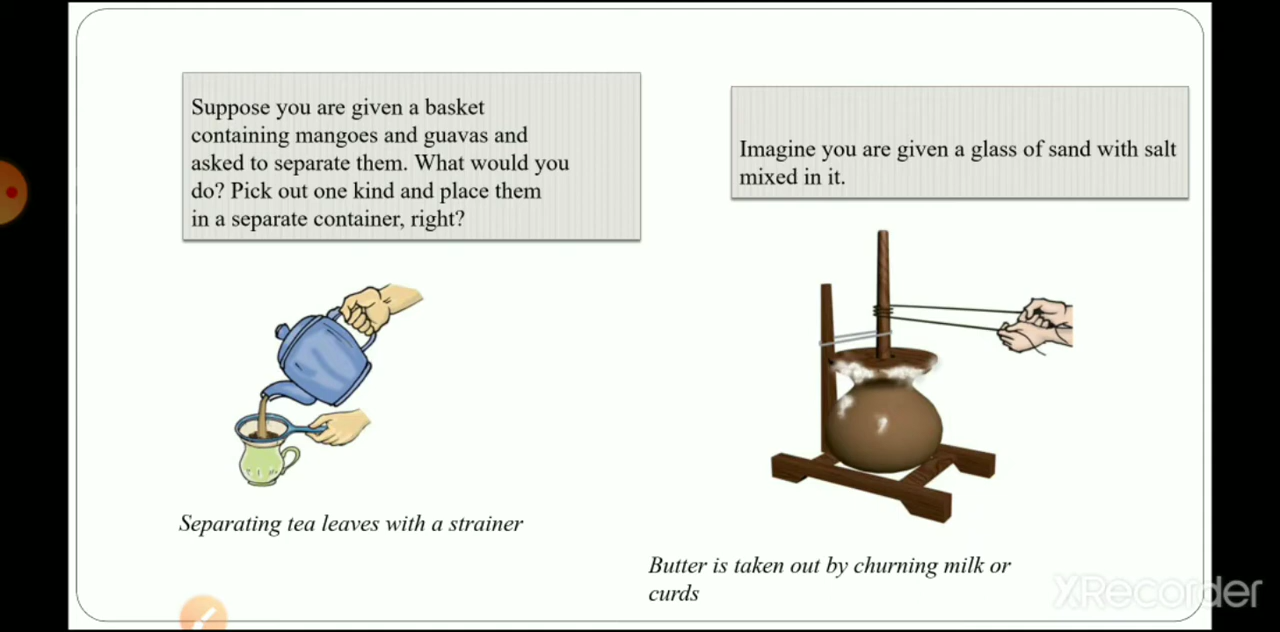 Suppose you are given a basket
containing mangoes and guavas and
asked to separate them. What would you
do? Pick out one kind and place them
in a separate container, right?
Imagine you are given a glass of sand with salt
mixed in it.
Separating tea leaves with a strainer
Butter is taken out by churning milk or
curds
XRecorder